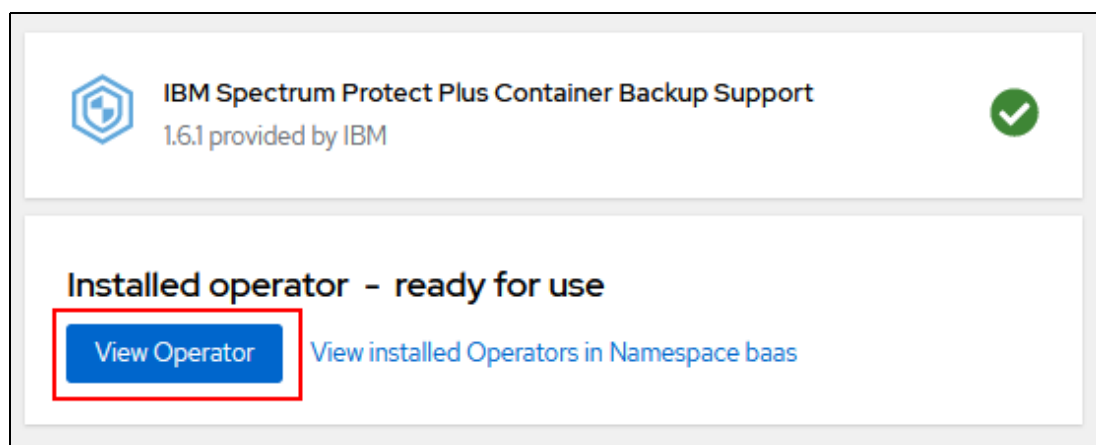 IBM Spectrum Protect Plus Container Backup Support
1.6.1 provided by IBM
Installed operator - ready for use
View Operator View installed Operators in Namespace baas